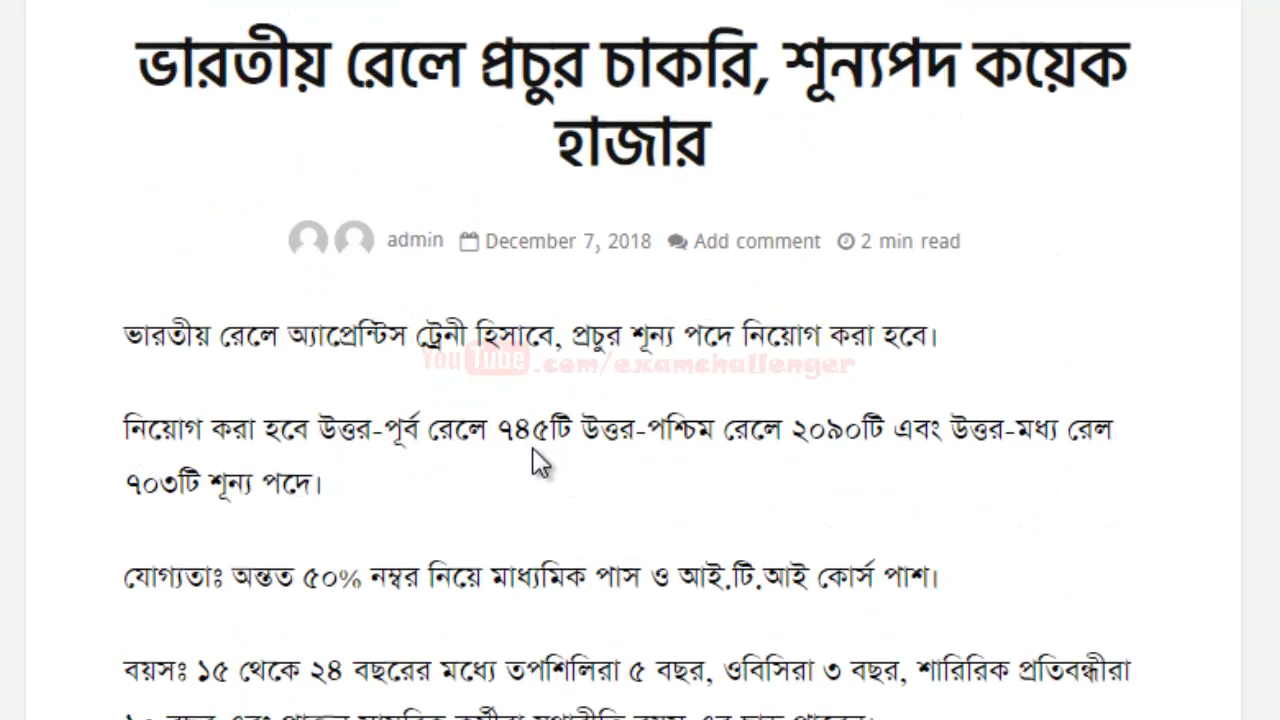 ভারতীয় রেলে প্রচুর চাকরি, শূন্যপদ কয়েক
হাজার
admin December 7, 2018 Add comment 2 min read
ভারতীয় রেলে অ্যাপ্রেন্টিস ট্রেনী হিসাবে, প্রচুর শূন্য পদে নিয়োগ করা হবে।
YouTube.com/examchallenger
নিয়োগ করা হবে উত্তর-পূর্ব রেলে ৭৪৫টি উত্তর-পশ্চিম রেলে ২০৯০টি এবং উত্তর-মধ্য রেল
৭০৩টি শূন্য পদে।
যোগ্যতাঃ অন্তত ৫০% নম্বর নিয়ে মাধ্যমিক পাস ও আই.টি.আই কোর্স পাশ।
বয়সঃ ১৫ থেকে ২৪ বছরের মধ্যে তপশিলিরা ৫ বছর, ওবিসিরা ৩ বছর, শারিরিক প্রতিবন্ধীরা